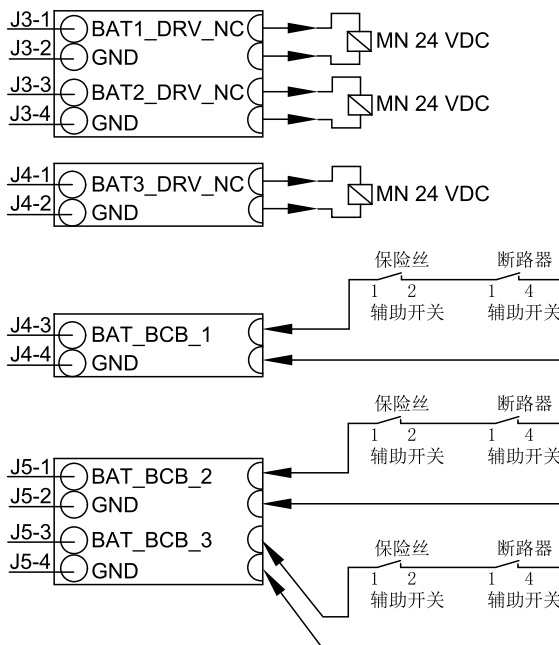 J3-1 BAT1_DRV_NC MN 24 VDC
J3-2 GND
J3-3 BAT2_DRV_NC MN 24 VDC
J3-4 GND
J4-1 BAT3_DRV_NC MN 24 VDC
J4-2 GND
保险丝 断路器
1 2 1 4
辅助开关 辅助开关
J4-3 BAT_BCB_1
J4-4 GND
保险丝 断路器
1 2 1 4
辅助开关 辅助开关
J5-1 BAT_BCB_2
J5-2 GND
J5-3 BAT_BCB_3
J5-4 GND
保险丝 断路器
1 2 1 4
辅助开关 辅助开关